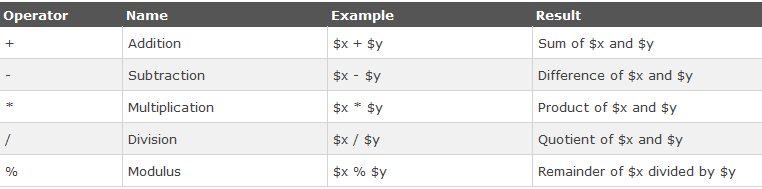 Operator Name Example Result
+ Addition $x + $y Sum of $x and $y
- Subtraction $x - $y Difference of $x and $y
* Multiplication $x * $y Product of $x and $y
/ Division $x / $y Quotient of $x and $y
% Modulus $x % $y Remainder of $x divided by $y